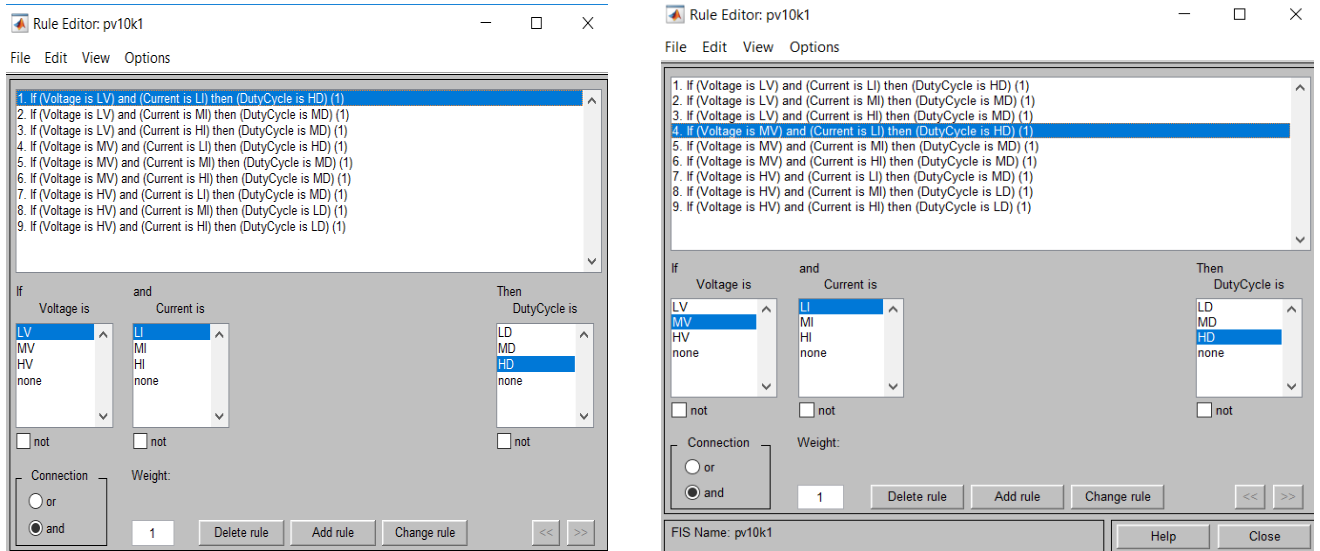 Rule Editor: pv10k1
File Edit View Options
1. If (Voltage is LV) and (Current is LI) then (DutyCycle is HD) (1)
2. If (Voltage is LV) and (Current is MI) then (DutyCycle is MD) (1)
3. If (Voltage is LV) and (Current is HI) then (DutyCycle is MD) (1)
4. If (Voltage is MV) and (Current is LI) then (DutyCycle is HD) (1)
5. If (Voltage is MV) and (Current is MI) then (DutyCycle is MD) (1)
6. If (Voltage is MV) and (Current is HI) then (DutyCycle is MD) (1)
7. If (Voltage is HV) and (Current is LI) then (DutyCycle is MD) (1)
8. If (Voltage is HV) and (Current is MI) then (DutyCycle is LD) (1)
9. If (Voltage is HV) and (Current is HI) then (DutyCycle is LD) (1)
If and Then
Voltage is Current is DutyCycle is
LV LI LD
MV MI MD
HV HI HD
none none none
not not not
Connection Weight:
or
and 1 Delete rule Add rule Change rule << >>
Rule Editor: pv10k1
File Edit View Options
1. If (Voltage is LV) and (Current is LI) then (DutyCycle is HD) (1)
2. If (Voltage is LV) and (Current is MI) then (DutyCycle is MD) (1)
3. If (Voltage is LV) and (Current is HI) then (DutyCycle is MD) (1)
4. If (Voltage is MV) and (Current is LI) then (DutyCycle is HD) (1)
5. If (Voltage is MV) and (Current is MI) then (DutyCycle is MD) (1)
6. If (Voltage is MV) and (Current is HI) then (DutyCycle is MD) (1)
7. If (Voltage is HV) and (Current is LI) then (DutyCycle is MD) (1)
8. If (Voltage is HV) and (Current is MI) then (DutyCycle is LD) (1)
9. If (Voltage is HV) and (Current is HI) then (DutyCycle is LD) (1)
If and Then
Voltage is Current is DutyCycle is
LV LI LD
MV MI MD
HV HI HD
none none none
not not not
Connection Weight:
or
and 1 Delete rule Add rule Change rule << >>
FIS Name: pv10k1 Help Close